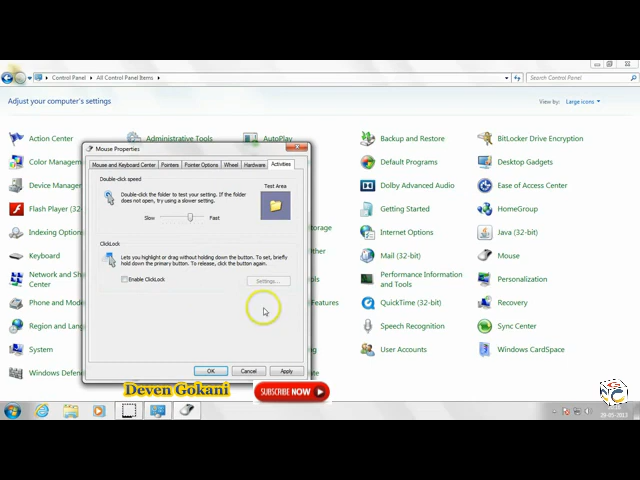 Control Panel
All Control Panel Items
Search Control Panel
Adjust your computer's settings
View by: Large icons
Action Center
Administrative Tools
AutoPlay
Backup and Restore
BitLocker Drive Encryption
Color Managem
Default Programs
Desktop Gadgets
Device Manager
Dolby Advanced Audio
Ease of Access Center
Flash Player (32-
Getting Started
HomeGroup
Indexing Options
Internet Options
Java (32-bit)
Keyboard
Mail (32-bit)
Mouse
Network and
Sharing Cente
Performance Information
and Tools
Personalization
Phone and Mod
Features
QuickTime (32-bit)
Recovery
Region and Lang
Speech Recognition
Sync Center
System
User Accounts
Windows CardSpace
Windows Defend
Mouse Properties
Mouse and Keyboard Center
Pointers
Pointer Options
Wheel
Hardware
Activities
Double-click speed
Double-click the folder to test your setting. If the
folder does not open, try using a slower setting.
Test Area
Slow
Fast
ClickLock
Lets you highlight or drag without holding down the button. To set, briefly
hold down the primary button. To release, click the button again.
Enable ClickLock
Settings...
OK
Cancel
Apply
Deven Gokani
SUBSCRIBE NOW